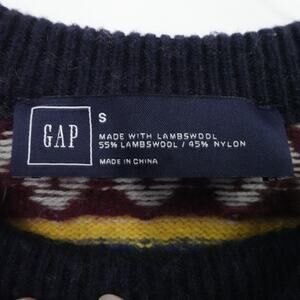 GAP
S
MADE WITH LAMBSWOOL
55% LAMBSWOOL / 45% NYLON
MADE IN CHINA